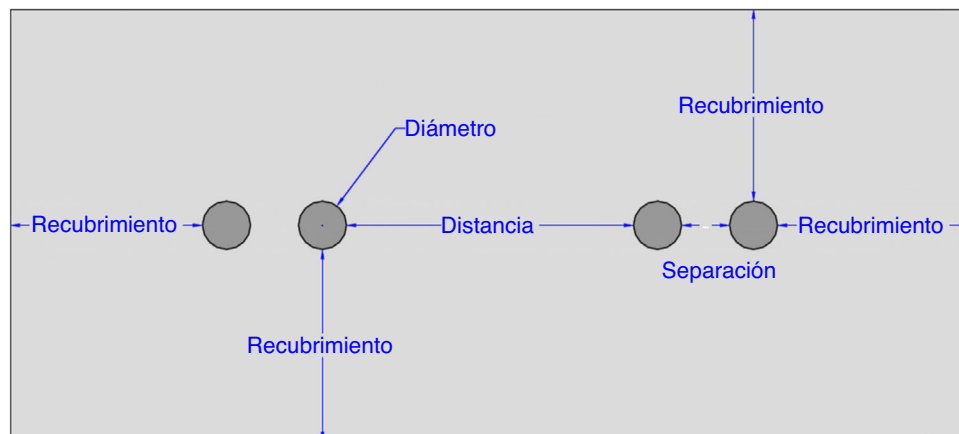 Recubrimiento
Diámetro
Recubrimiento
Distancia
Recubrimiento
Separación
Recubrimiento